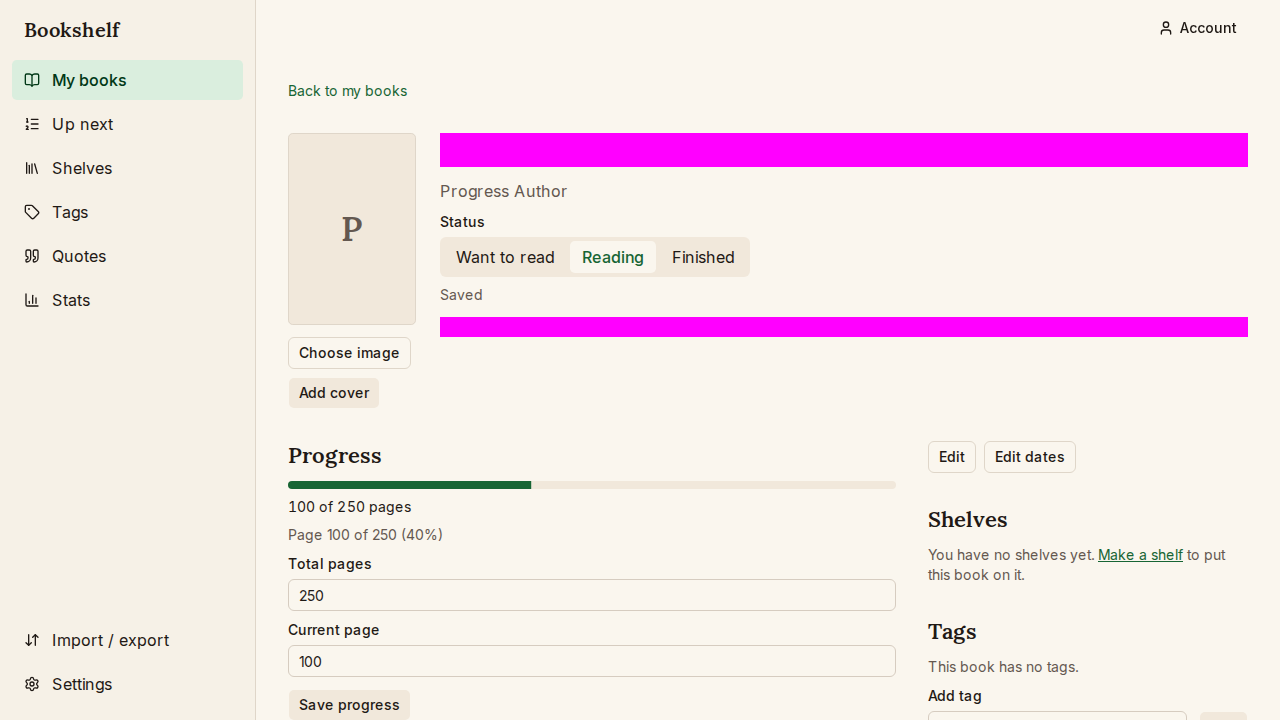 Bookshelf
My books
Up next
Shelves
Tags
Quotes
Stats
Import / export
Settings
Account
Back to my books
P
Progress Author
Status
Want to read
Reading
Finished
Saved
Choose image
Add cover
Progress
100 of 250 pages
Page 100 of 250 (40%)
Total pages
250
Current page
100
Save progress
Edit
Edit dates
Shelves
You have no shelves yet. Make a shelf to put
this book on it.
Tags
This book has no tags.
Add tag